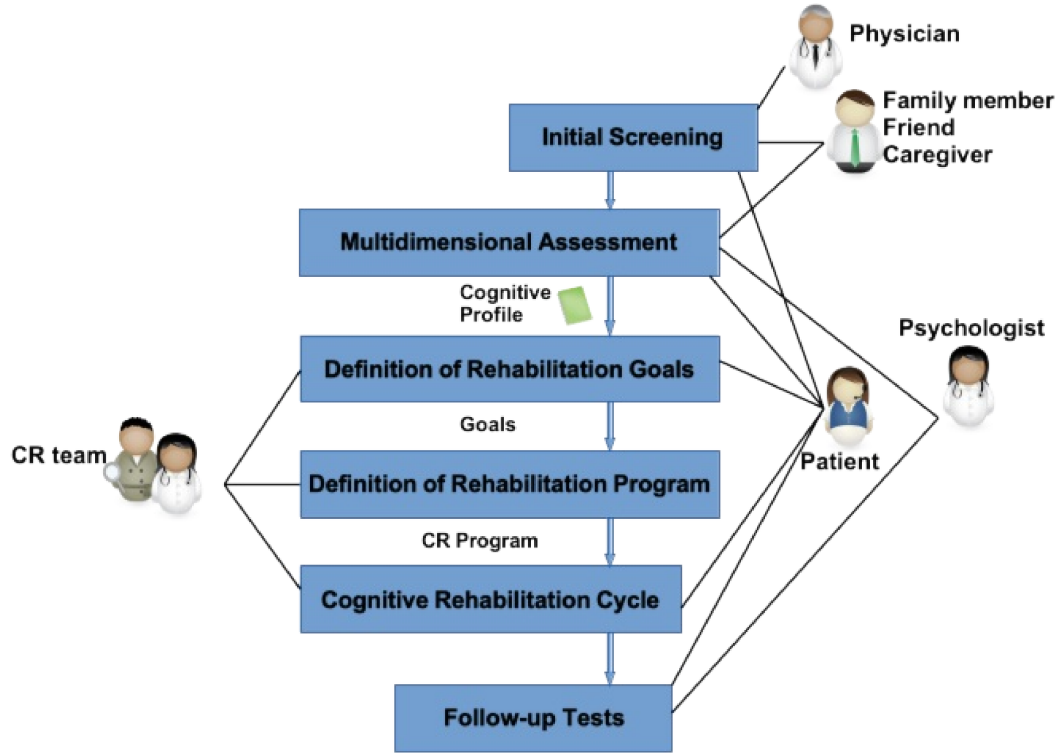 Physician
Family member
Friend
Caregiver
Initial Screening
Multidimensional Assessment
Cognitive
Profile
Psychologist
Definition of Rehabilitation Goals
Goals
CR team
Patient
Definition of Rehabilitation Program
CR Program
Cognitive Rehabilitation Cycle
Follow-up Tests